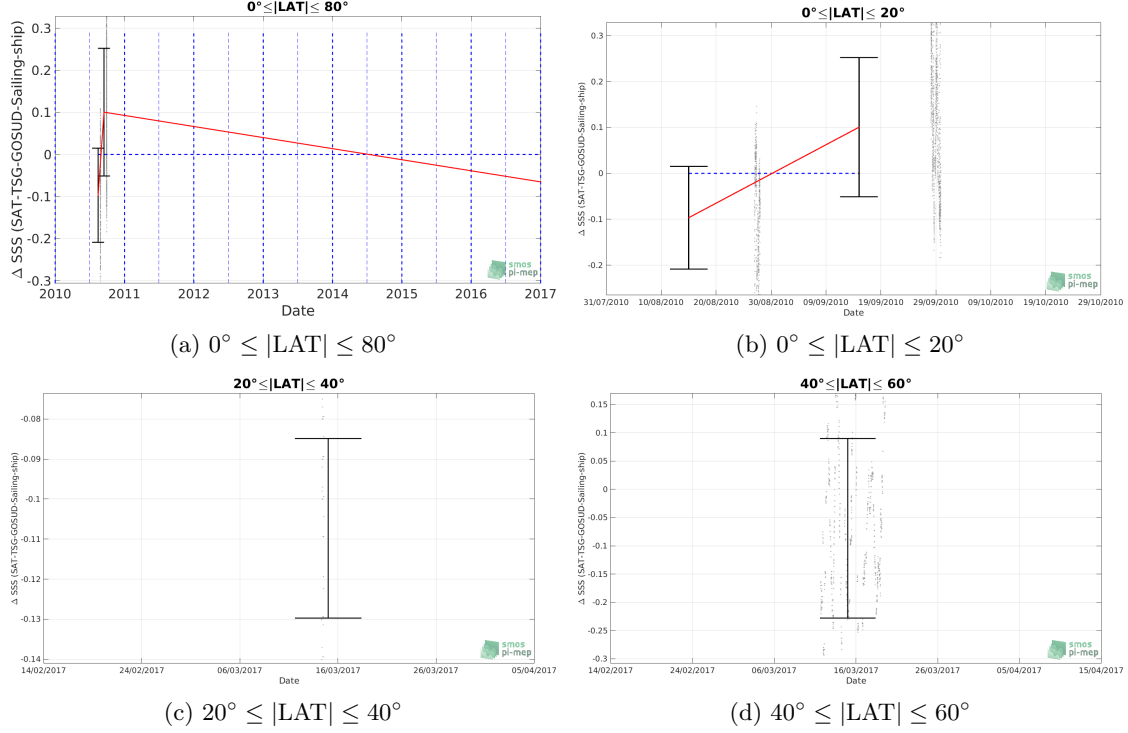 0°≤|LAT|≤ 80°
Δ SSS (SAT-TSG-GOSUD-Sailing-ship)
0.3
0.2
0.1
0
-0.1
-0.2
-0.3
2010 2011 2012 2013 2014 2015 2016 2017
Date
smos
pi-mep
(a) 0° ≤ |LAT| ≤ 80°
0°≤|LAT|≤ 20°
Δ SSS (SAT-TSG-GOSUD-Sailing-ship)
0.3
0.2
0.1
0
-0.1
-0.2
31/07/2010 10/08/2010 20/08/2010 30/08/2010 09/09/2010 19/09/2010 29/09/2010 09/10/2010 19/10/2010 29/10/2010
Date
smos
pi-mep
(b) 0° ≤ |LAT| ≤ 20°
20°≤|LAT|≤ 40°
Δ SSS (SAT-TSG-GOSUD-Sailing-ship)
-0.08
-0.09
-0.1
-0.11
-0.12
-0.13
-0.14
14/02/2017 24/02/2017 06/03/2017 16/03/2017 26/03/2017 05/04/2017
Date
smos
pi-mep
(c) 20° ≤ |LAT| ≤ 40°
40°≤|LAT|≤ 60°
Δ SSS (SAT-TSG-GOSUD-Sailing-ship)
0.15
0.1
0.05
0
-0.05
-0.1
-0.15
-0.2
-0.25
-0.3
14/02/2017 24/02/2017 06/03/2017 16/03/2017 26/03/2017 05/04/2017 15/04/2017
Date
smos
pi-mep
(d) 40° ≤ |LAT| ≤ 60°